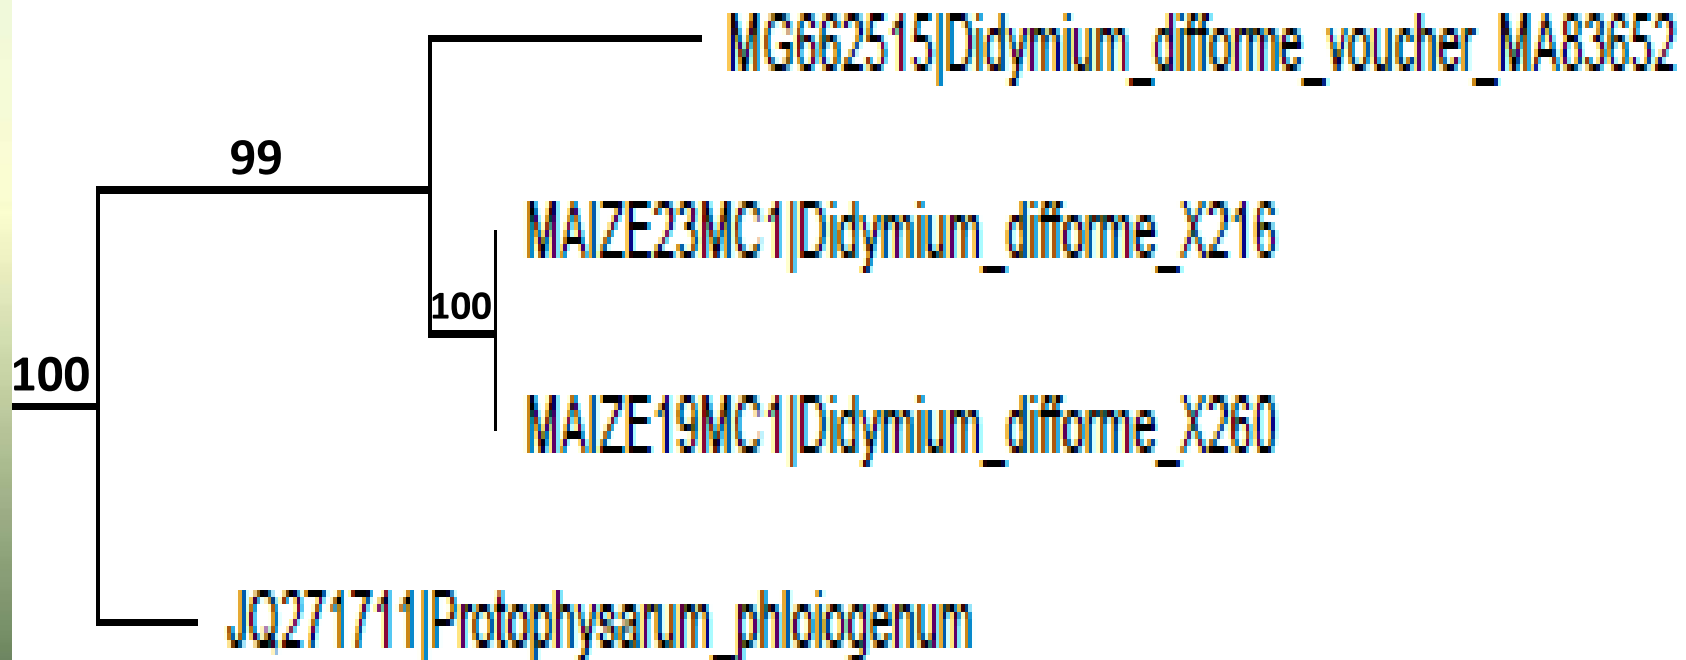 MG662515|Didymium_difforme_voucher_MA83652
99
MAIZE23MC1|Didymium_difforme_X216
100
100
MAIZE19MC1|Didymium_difforme_X260
JQ271711|Protophysarum_phloiogenum